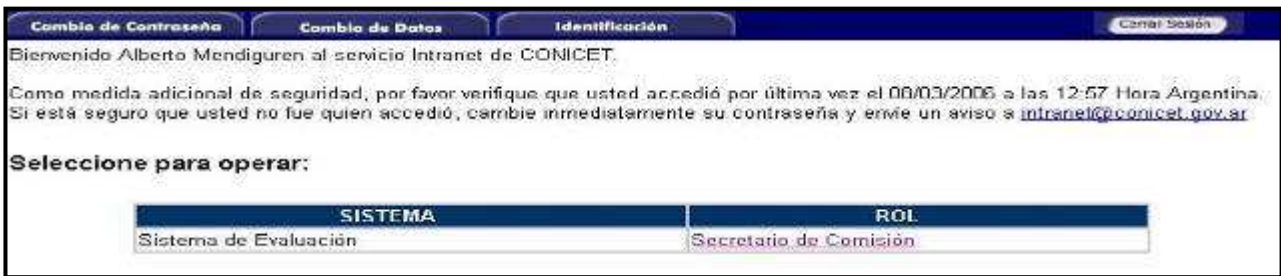 Cambio de Contraseña Cambio de Datos Identificación Cerrar Sesión
Bienvenido Alberto Mendiguren al servicio Intranet de CONICET.
Como medida adicional de seguridad, por favor verifique que usted accedió por última vez el 08/03/2006 a las 12:57 Hora Argentina.
Si está seguro que usted no fue quien accedió, cambie inmediatamente su contraseña y envíe un aviso a intranet@conicet.gov.ar
Seleccione para operar:
SISTEMA ROL
Sistema de Evaluación Secretario de Comisión